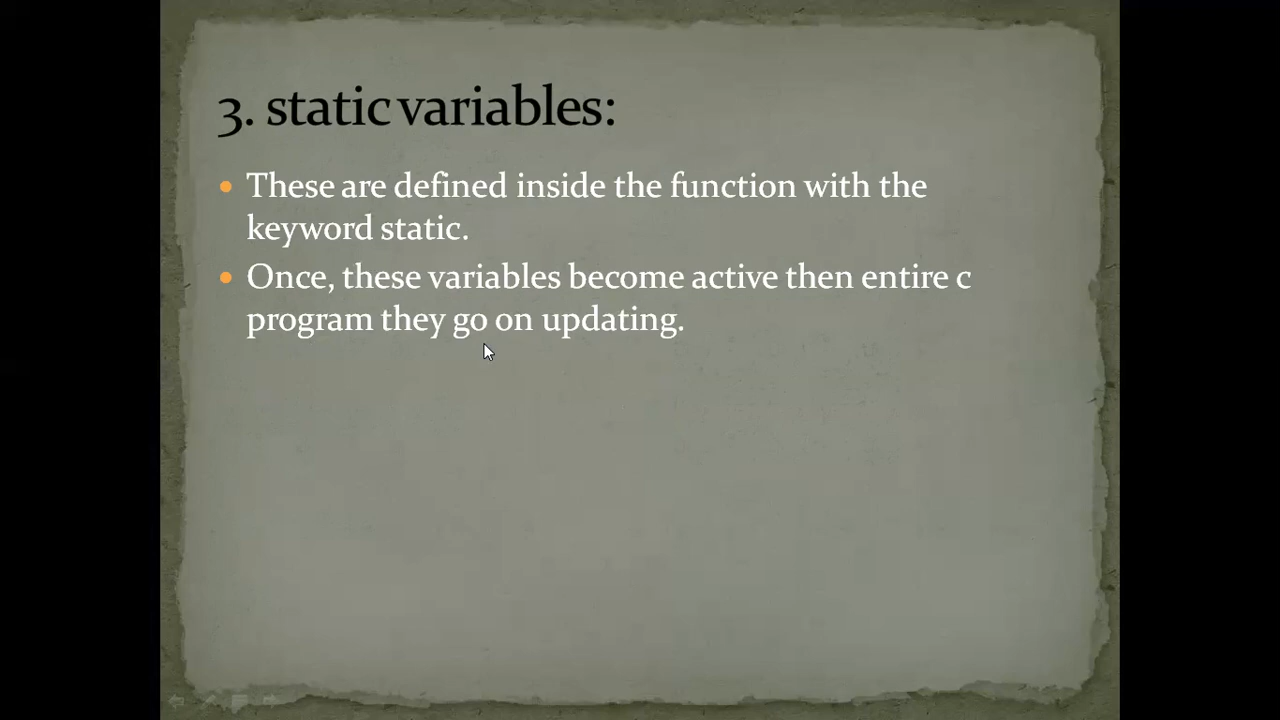 3. static variables:
These are defined inside the function with the
keyword static.
Once, these variables become active then entire c
program they go on updating.